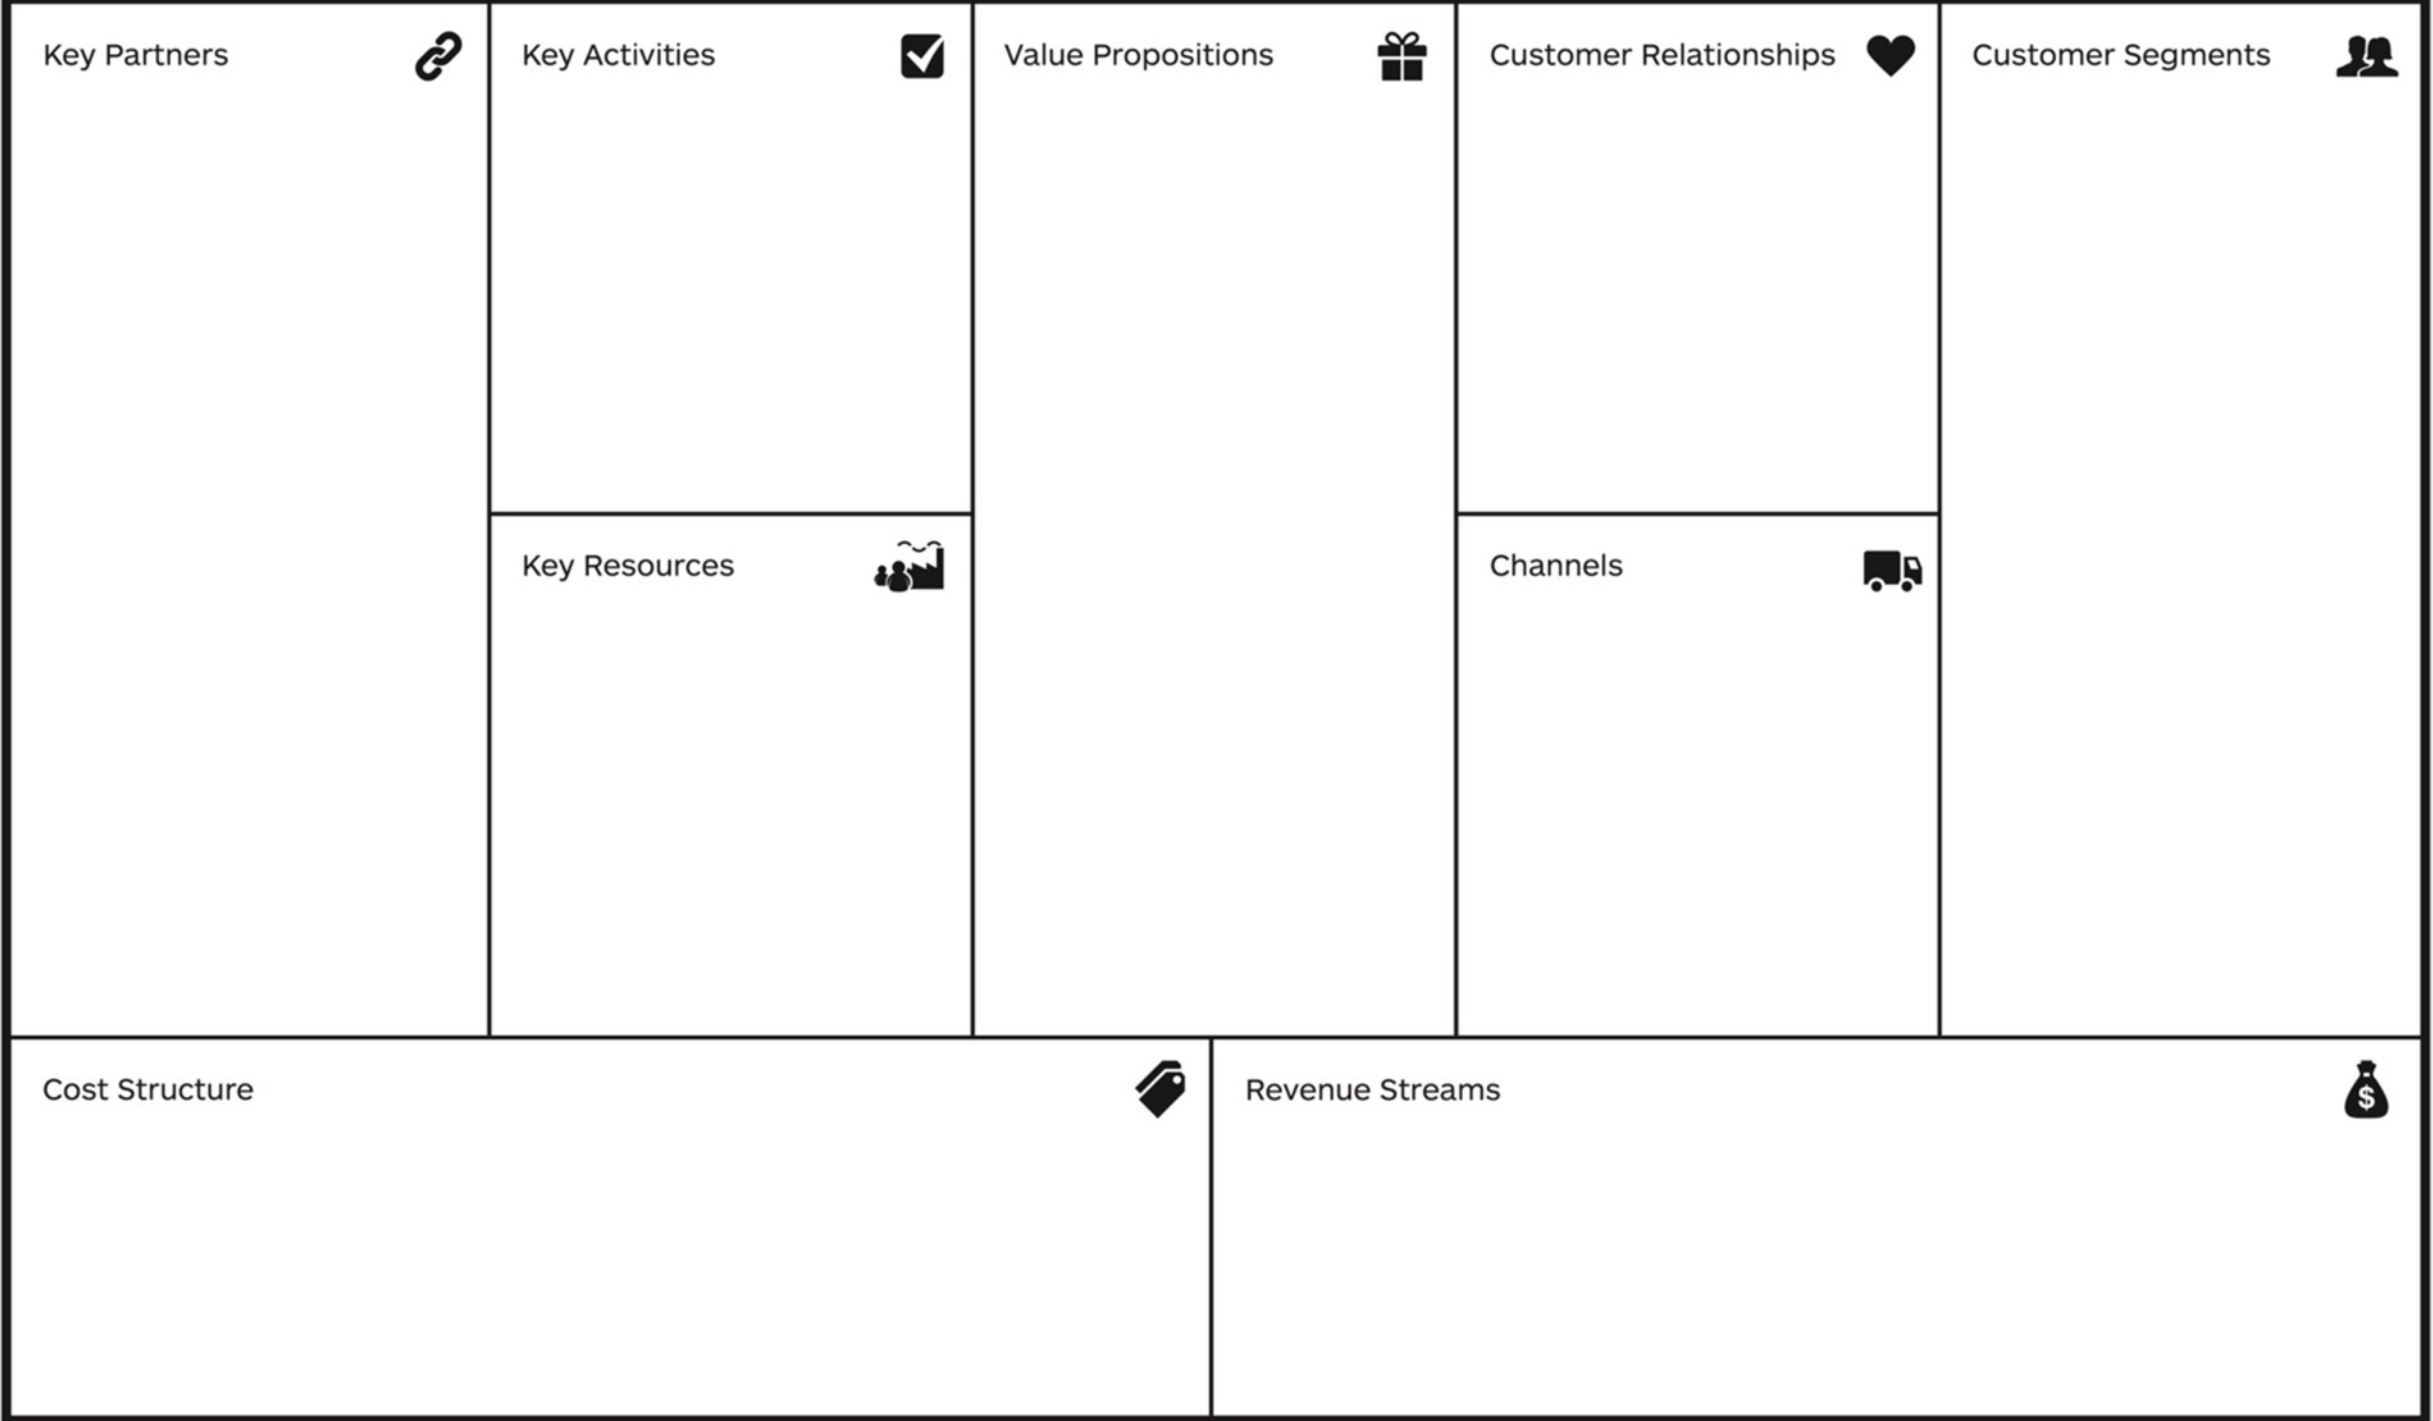 Key Partners
Key Activities
Value Propositions
Customer Relationships
Customer Segments
Key Resources
Channels
Cost Structure
Revenue Streams
$